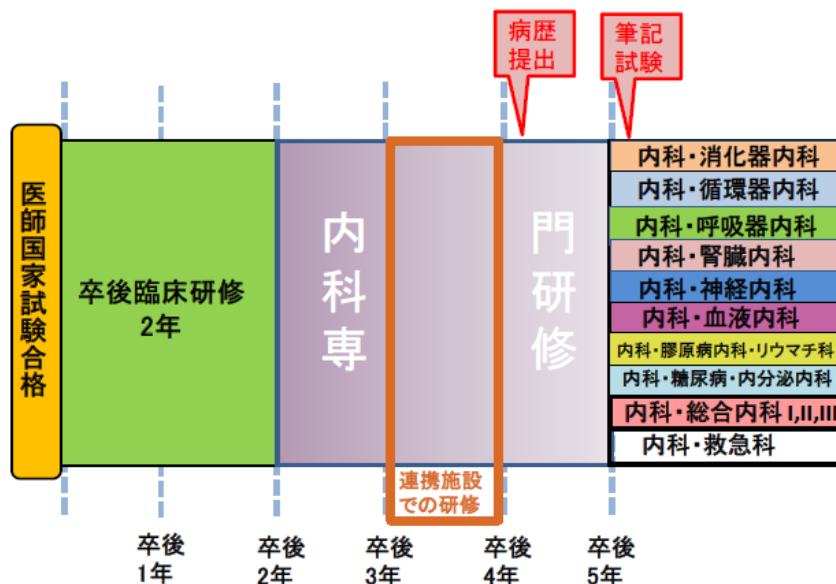 病歴
提出
筆記
試験
医師国家試験合格
卒後臨床研修
2年
内科専
門研修
内科・消化器内科
内科・循環器内科
内科・呼吸器内科
内科・腎臓内科
内科・神経内科
内科・血液内科
内科・膠原病内科・リウマチ科
内科・糖尿病・内分泌内科
内科・総合内科 I,II,III
内科・救急科
連携施設
での研修
卒後
1年
卒後
2年
卒後
3年
卒後
4年
卒後
5年